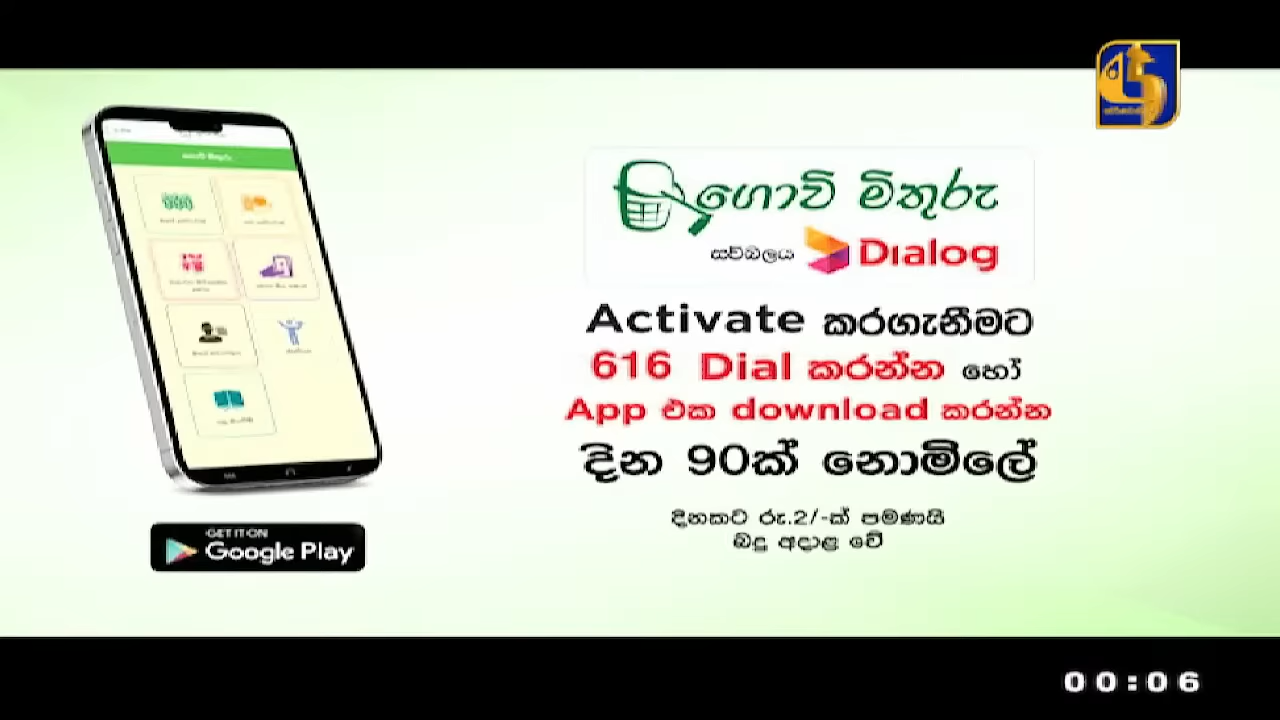 ගොවි මිතුරු
ගොවි මිතුරු
සව්බලය Dialog
Activate කරගැනීමට
616 Dial කරන්න හෝ
App එක download කරන්න
දින 90ක් නොමිලේ
දිනකට රු.2/-ක් පමණයි
බදු අදාළ වේ
GET IT ON
Google Play
00:06